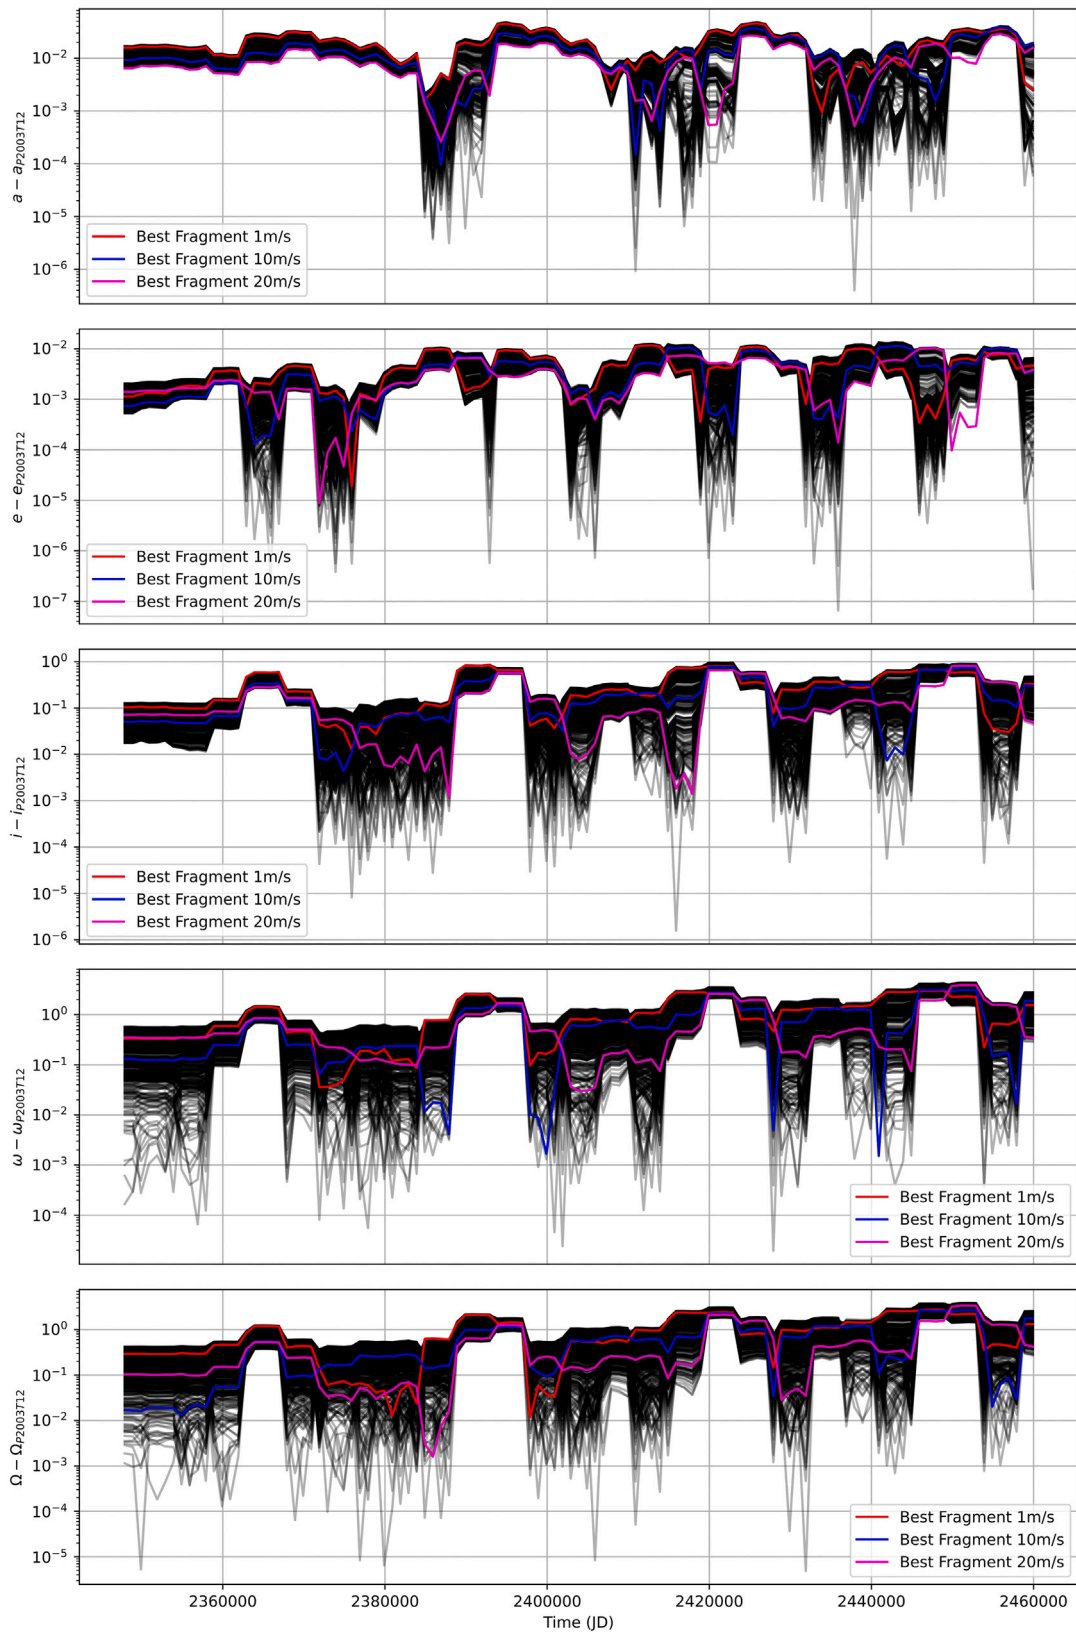 10⁻²
10⁻³
10⁻⁴
10⁻⁵
10⁻⁶
a − a_P2003T12
Best Fragment 1m/s
Best Fragment 10m/s
Best Fragment 20m/s
10⁻²
10⁻³
10⁻⁴
10⁻⁵
10⁻⁶
10⁻⁷
e − e_P2003T12
Best Fragment 1m/s
Best Fragment 10m/s
Best Fragment 20m/s
10⁰
10⁻¹
10⁻²
10⁻³
10⁻⁴
10⁻⁵
10⁻⁶
i − i_P2003T12
Best Fragment 1m/s
Best Fragment 10m/s
Best Fragment 20m/s
10⁰
10⁻¹
10⁻²
10⁻³
10⁻⁴
ω − ω_P2003T12
Best Fragment 1m/s
Best Fragment 10m/s
Best Fragment 20m/s
10⁰
10⁻¹
10⁻²
10⁻³
10⁻⁴
10⁻⁵
Ω − Ω_P2003T12
Best Fragment 1m/s
Best Fragment 10m/s
Best Fragment 20m/s
2360000 2380000 2400000 2420000 2440000 2460000
Time (JD)